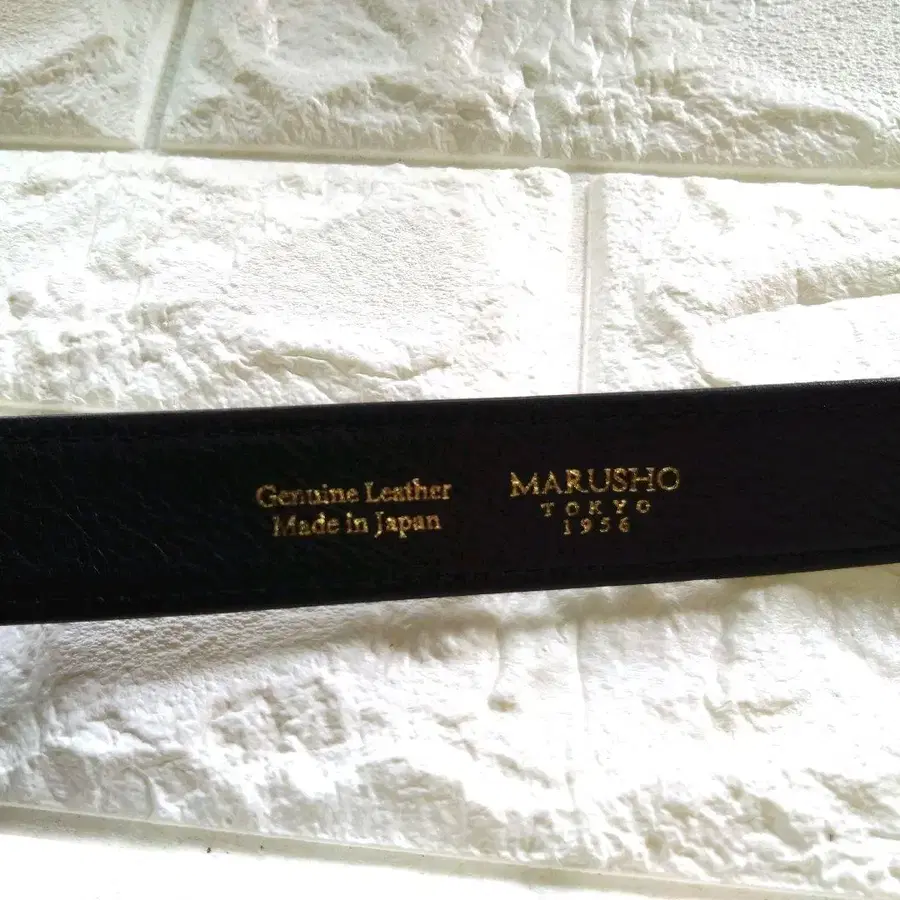 Genuine Leather
Made in Japan
MARUSHO
TOKYO
1956